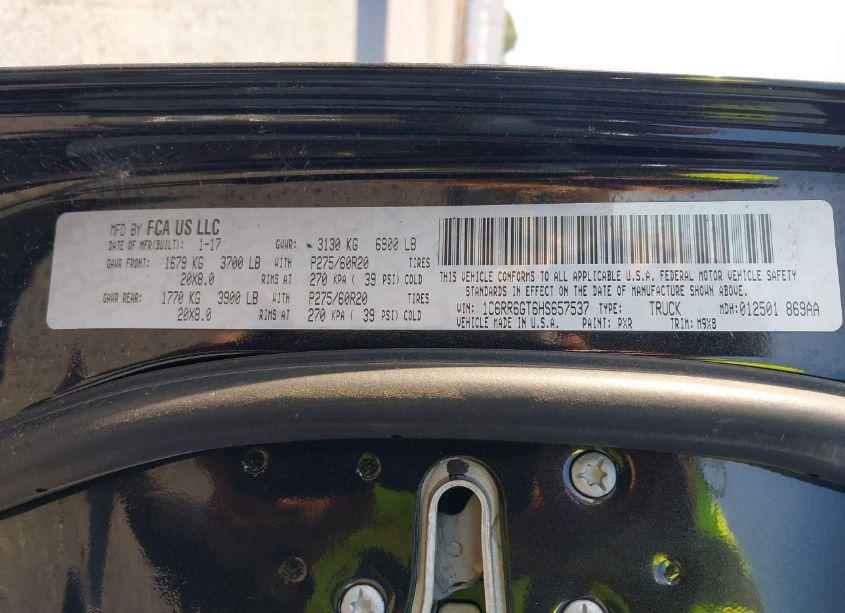 MFD BY FCA US LLC
DATE OF MFR(BUILT): 1-17 GVWR: 3130 KG 6900 LB
GAWR FRONT: 1679 KG 3700 LB WITH P275/60R20 TIRES
20X8.0 RIMS AT 270 KPA ( 39 PSI) COLD
GAWR REAR: 1770 KG 3900 LB WITH P275/60R20 TIRES
20X8.0 RIMS AT 270 KPA ( 39 PSI) COLD
THIS VEHICLE CONFORMS TO ALL APPLICABLE U.S.A. FEDERAL MOTOR VEHICLE SAFETY
STANDARDS IN EFFECT ON THE DATE OF MANUFACTURE SHOWN ABOVE.
VIN: 1C6RR6GT6HS657537 TYPE: TRUCK MDH: 012501 869AA
VEHICLE MADE IN U.S.A. PAINT: PXR TRIM: M9X8